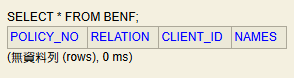 SELECT * FROM BENF;
POLICY_NO RELATION CLIENT_ID NAMES
(無資料列 (rows), 0 ms)